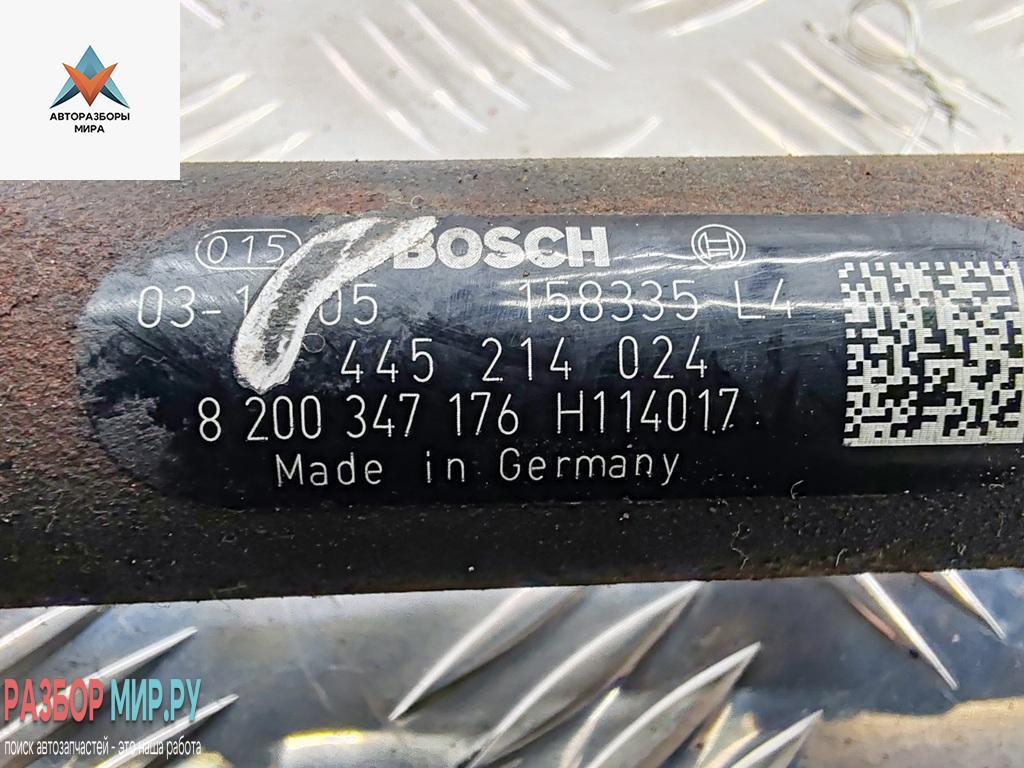 АВТОРАЗБОРЫ
МИРА
015 BOSCH
158335 L4
445 214 024
8 200 347 176 H114017
Made in Germany
РАЗБОР МИР.РУ
поиск автозапчастей - это наша работа